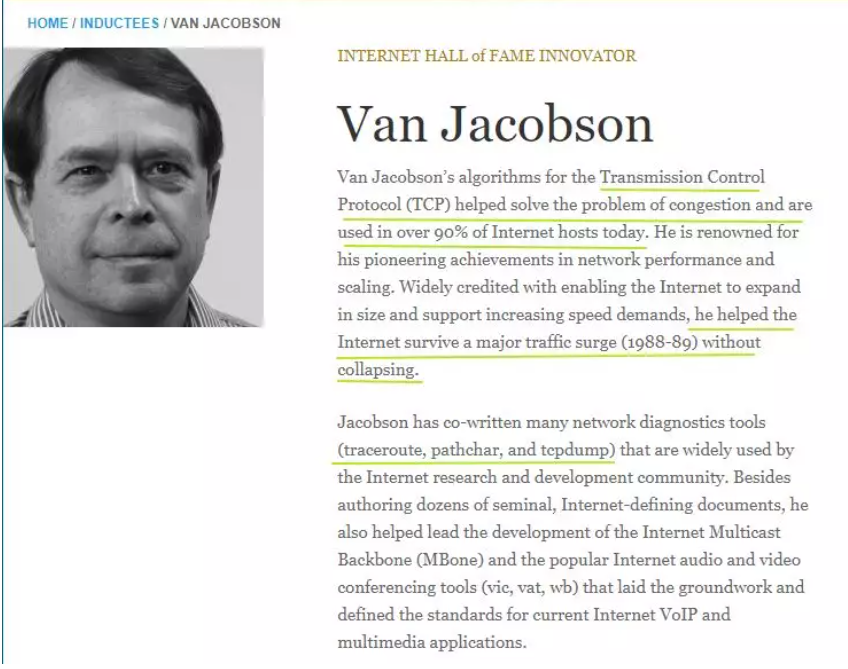 HOME / INDUCTEES / VAN JACOBSON
INTERNET HALL of FAME INNOVATOR
Van Jacobson
Van Jacobson's algorithms for the Transmission Control
Protocol (TCP) helped solve the problem of congestion and are
used in over 90% of Internet hosts today. He is renowned for
his pioneering achievements in network performance and
scaling. Widely credited with enabling the Internet to expand
in size and support increasing speed demands, he helped the
Internet survive a major traffic surge (1988-89) without
collapsing.
Jacobson has co-written many network diagnostics tools
(traceroute, pathchar, and tcpdump) that are widely used by
the Internet research and development community. Besides
authoring dozens of seminal, Internet-defining documents, he
also helped lead the development of the Internet Multicast
Backbone (MBone) and the popular Internet audio and video
conferencing tools (vic, vat, wb) that laid the groundwork and
defined the standards for current Internet VoIP and
multimedia applications.